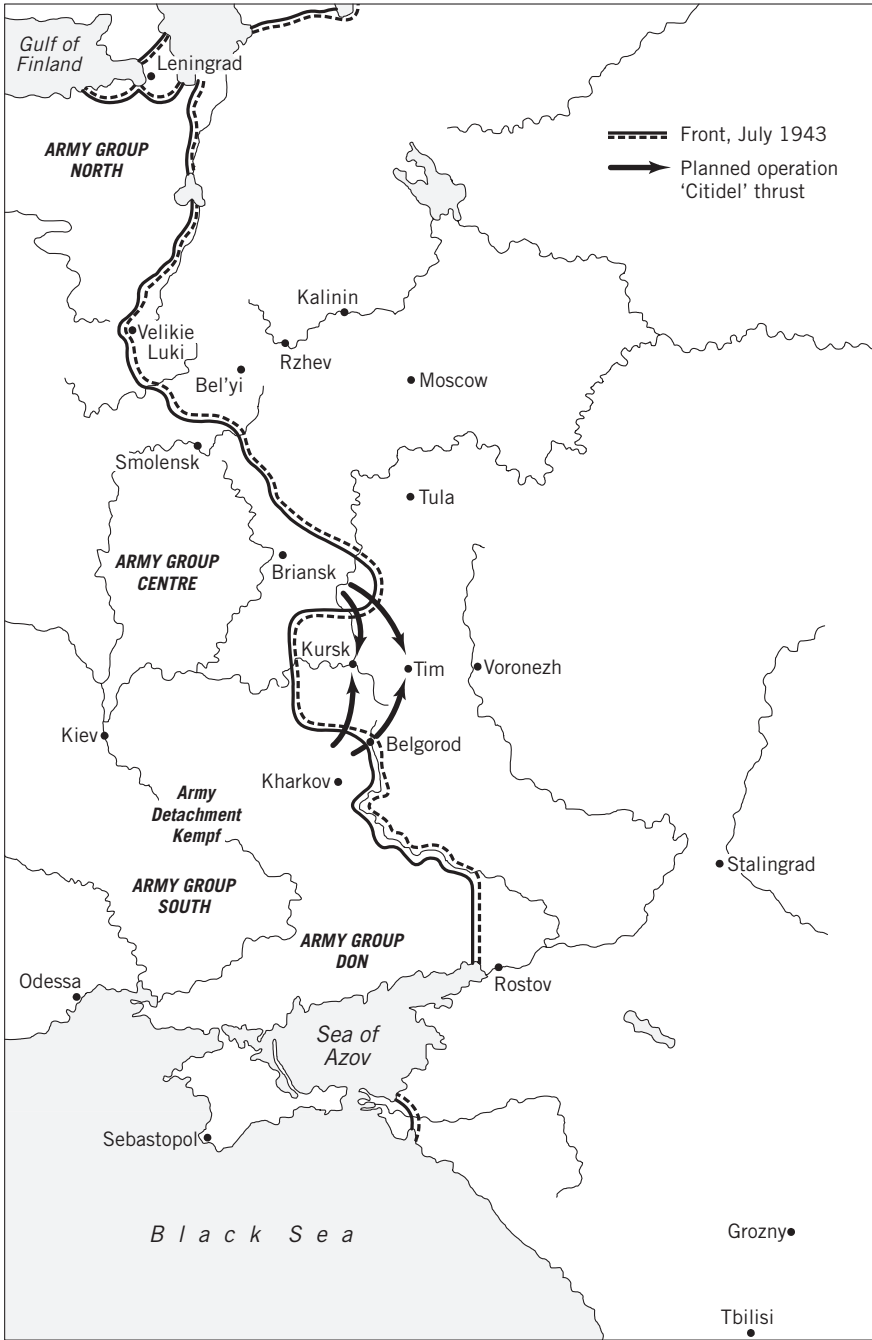 Gulf of
Finland
Leningrad
ARMY GROUP
NORTH
Front, July 1943
Planned operation
‘Citidel’ thrust
Kalinin
Velikie
Luki
Rzhev
Bel’yi
Moscow
Smolensk
Tula
ARMY GROUP
CENTRE
Briansk
Kursk
Tim
Voronezh
Kiev
Belgorod
Kharkov
Army
Detachment
Kempf
Stalingrad
ARMY GROUP
SOUTH
ARMY GROUP
DON
Odessa
Rostov
Sea of
Azov
Sebastopol
Black Sea
Grozny
Tbilisi